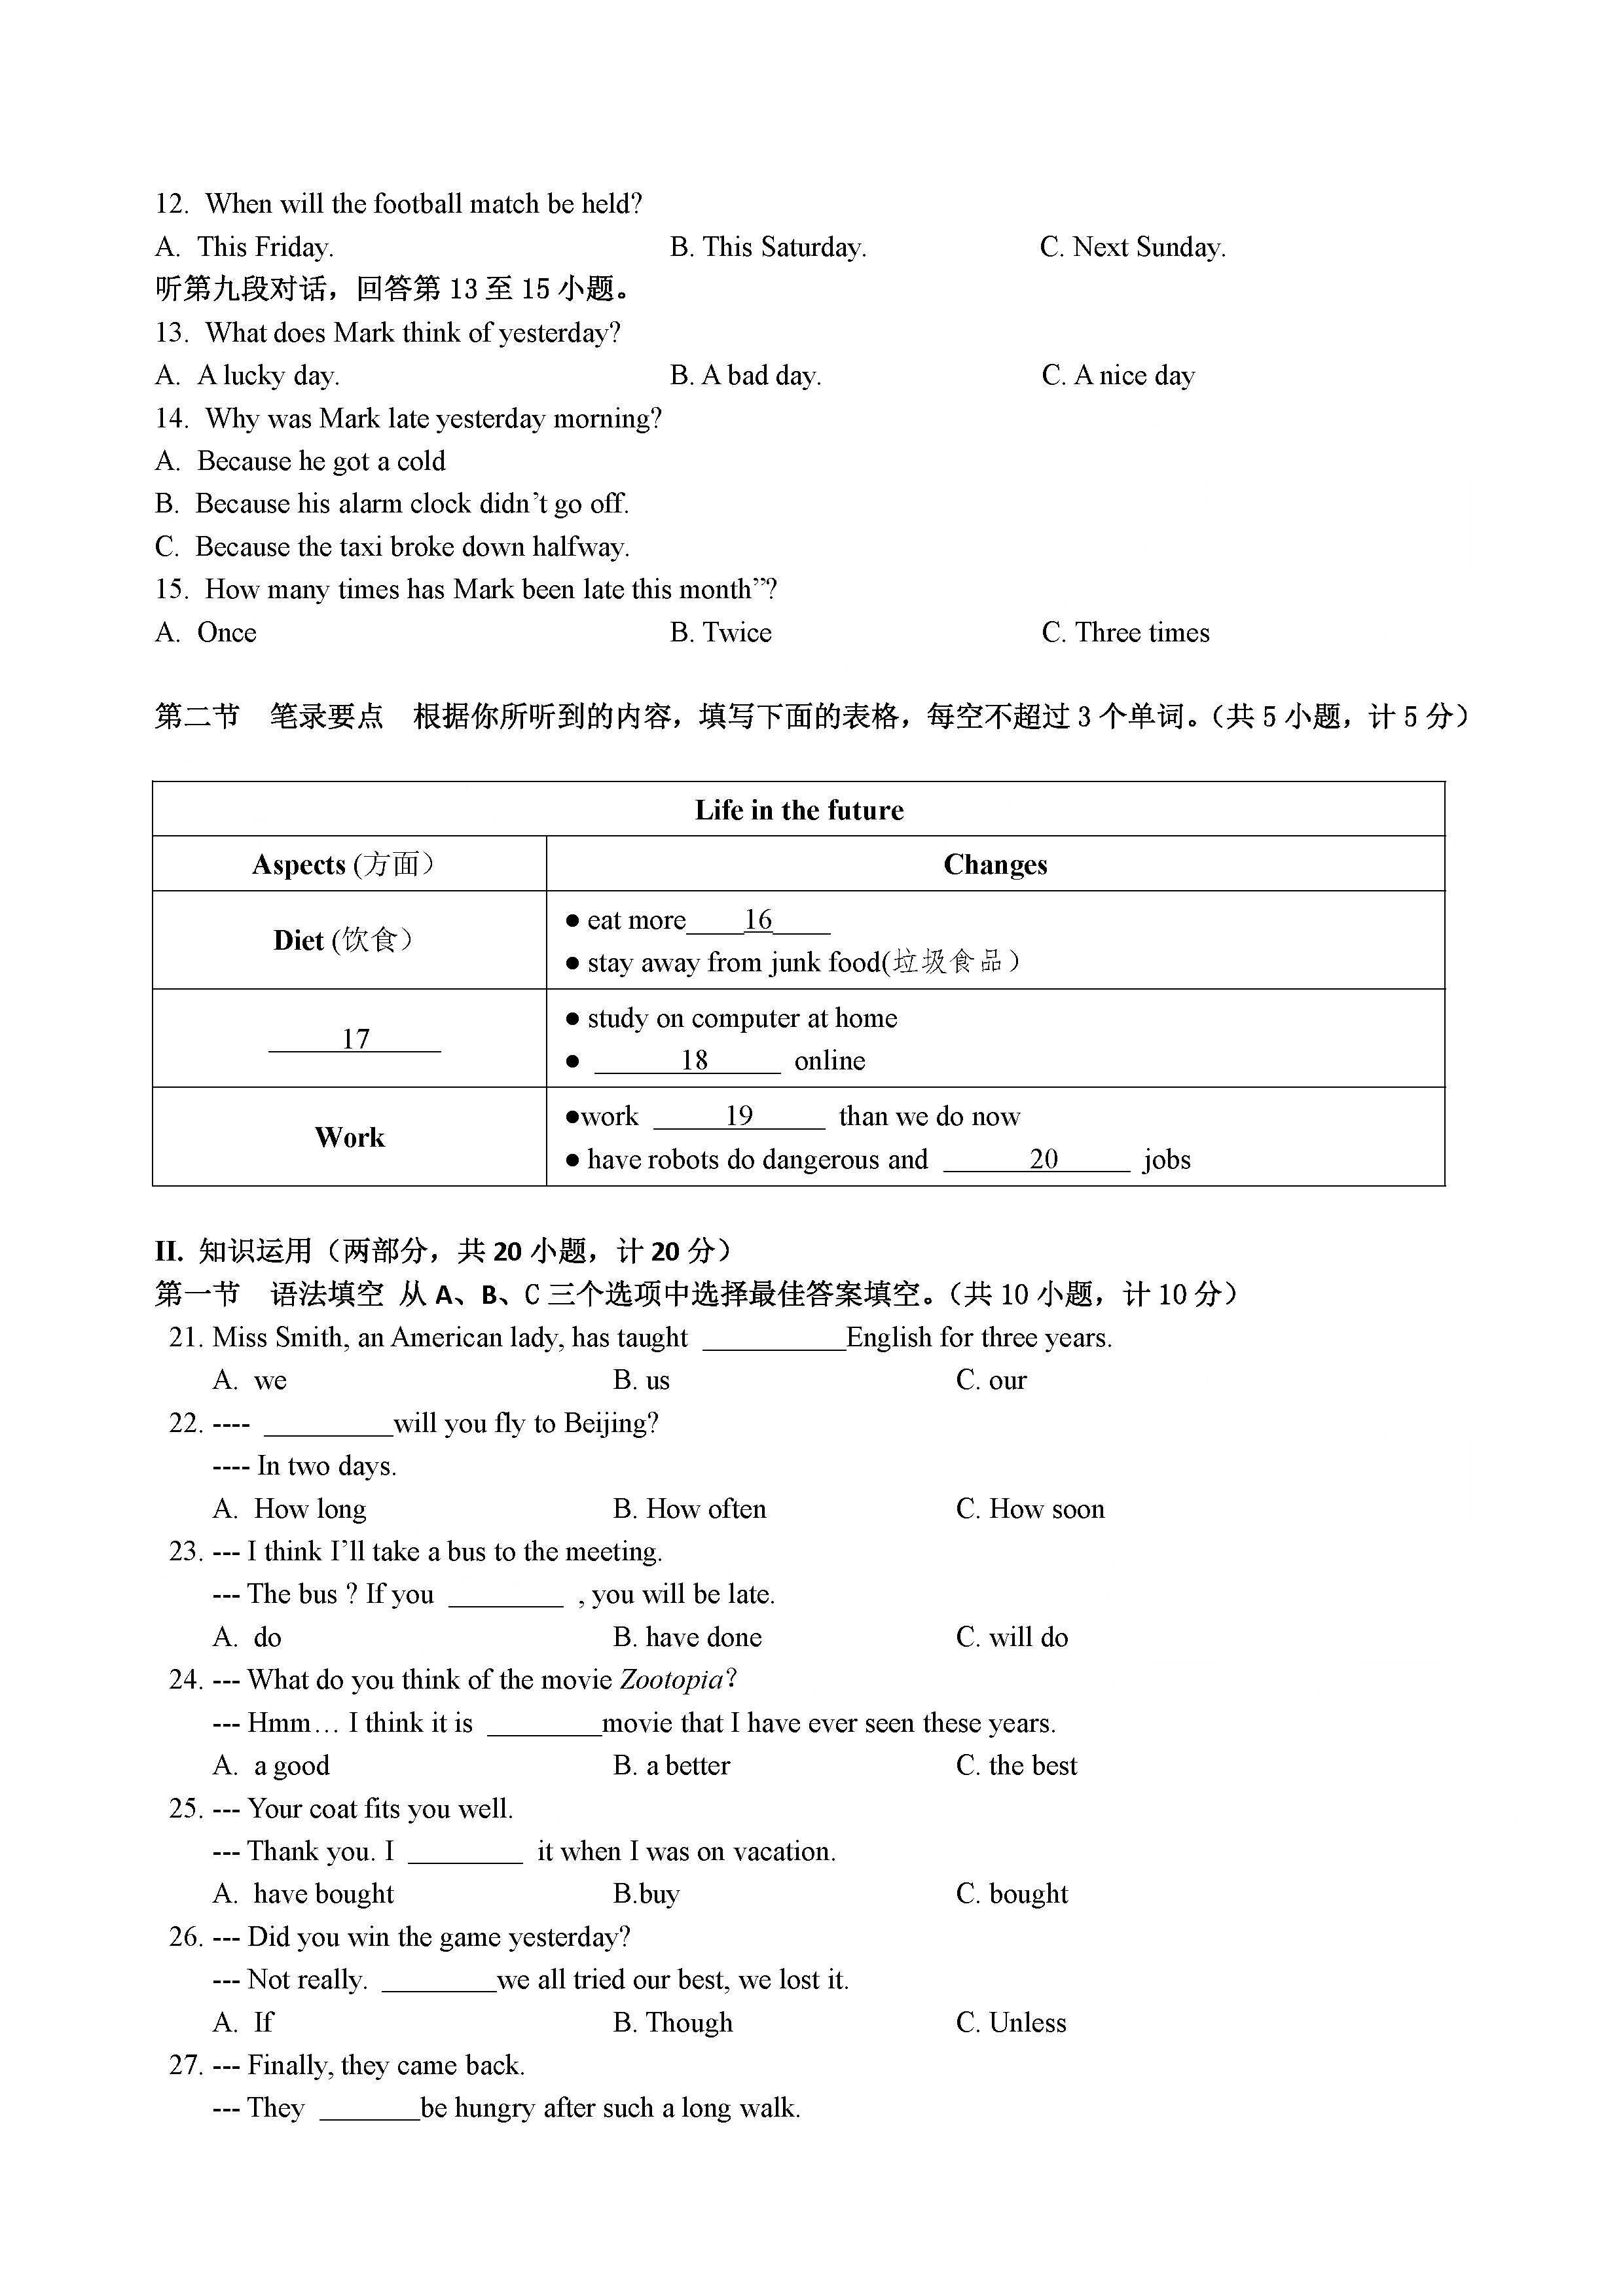 12. When will the football match be held?
A. This Friday. B. This Saturday. C. Next Sunday.
听第九段对话，回答第 13 至 15 小题。
13. What does Mark think of yesterday?
A. A lucky day. B. A bad day. C. A nice day
14. Why was Mark late yesterday morning?
A. Because he got a cold
B. Because his alarm clock didn’t go off.
C. Because the taxi broke down halfway.
15. How many times has Mark been late this month”?
A. Once B. Twice C. Three times
第二节 笔录要点 根据你所听到的内容，填写下面的表格，每空不超过 3 个单词。（共 5 小题，计 5 分）
Life in the future
Aspects (方面） Changes
Diet (饮食）
● eat more____16____
● stay away from junk food(垃圾食品）
_____17_____
● study on computer at home
● ______18______ online
Work
●work _____19_____ than we do now
● have robots do dangerous and ______20______ jobs
II. 知识运用（两部分，共 20 小题，计 20 分）
第一节 语法填空 从 A、B、C 三个选项中选择最佳答案填空。（共 10 小题，计 10 分）
21. Miss Smith, an American lady, has taught __________English for three years.
A. we B. us C. our
22. ---- _________will you fly to Beijing?
---- In two days.
A. How long B. How often C. How soon
23. --- I think I’ll take a bus to the meeting.
--- The bus ? If you ________ , you will be late.
A. do B. have done C. will do
24. --- What do you think of the movie Zootopia?
--- Hmm… I think it is ________movie that I have ever seen these years.
A. a good B. a better C. the best
25. --- Your coat fits you well.
--- Thank you. I ________ it when I was on vacation.
A. have bought B.buy C. bought
26. --- Did you win the game yesterday?
--- Not really. ________we all tried our best, we lost it.
A. If B. Though C. Unless
27. --- Finally, they came back.
--- They _______be hungry after such a long walk.